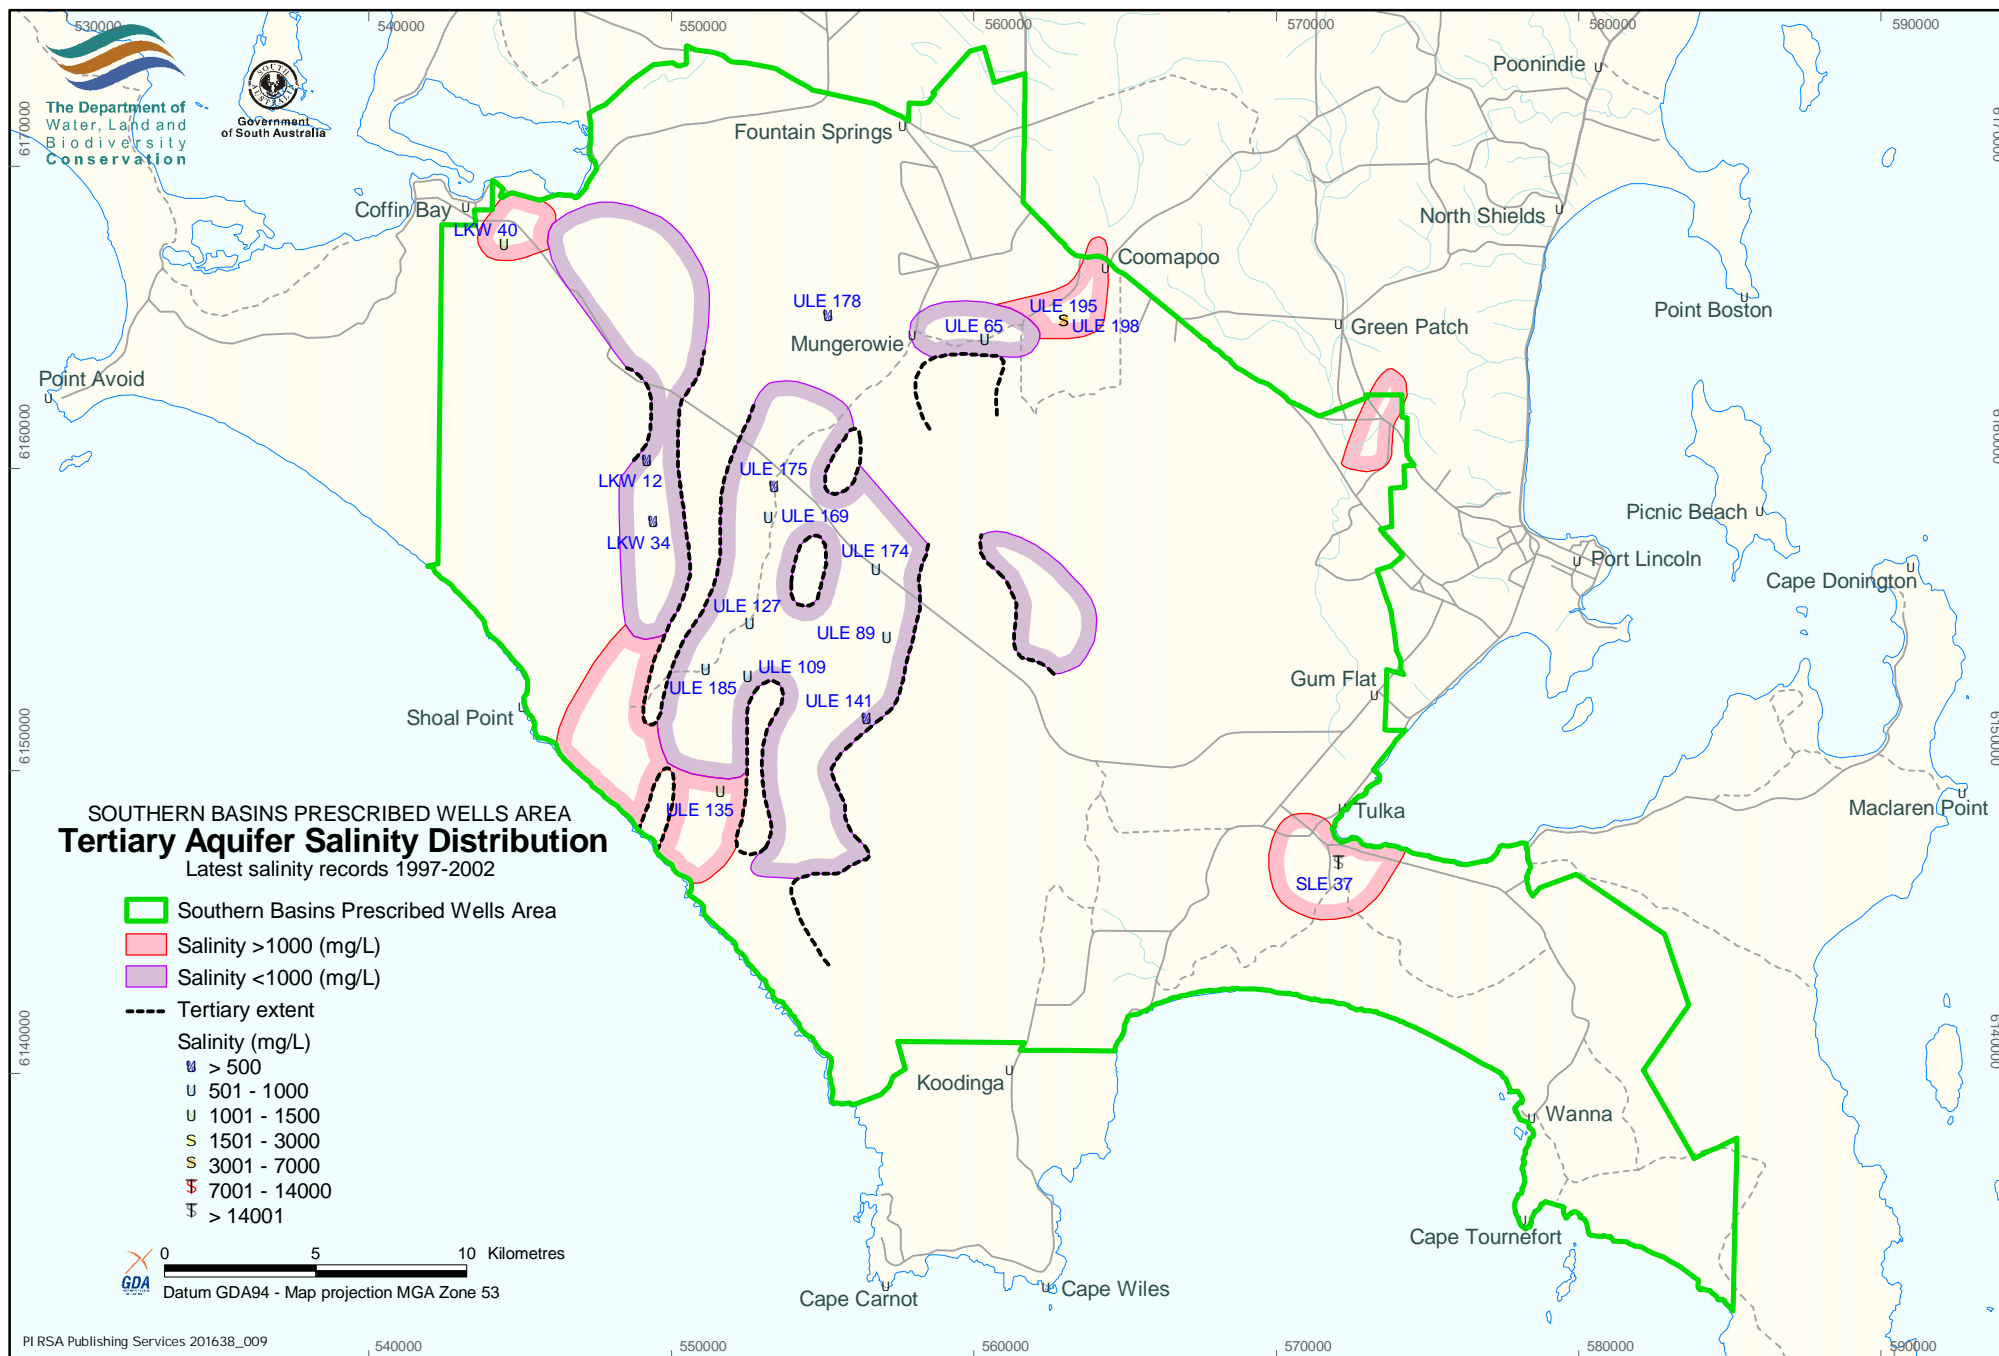 530000
540000
550000
560000
570000
580000
590000
The Department of
Water, Land and
Biodiversity
Conservation
SOUTH
AUSTRALIA
Government
of South Australia
6170000
6160000
6150000
6140000
6170000
6160000
6150000
6140000
Poonindie
Fountain Springs
Coffin Bay
LKW 40
North Shields
Coomapoo
ULE 178
ULE 195
ULE 198
ULE 65
Mungerowie
Green Patch
Point Boston
Point Avoid
LKW 12
ULE 175
ULE 169
LKW 34
ULE 174
Picnic Beach
Port Lincoln
Cape Donington
ULE 127
ULE 89
ULE 109
ULE 185
ULE 141
Gum Flat
Shoal Point
ULE 135
Tulka
Maclaren Point
SLE 37
Koodinga
Wanna
Cape Tournefort
Cape Carnot
Cape Wiles
SOUTHERN BASINS PRESCRIBED WELLS AREA
Tertiary Aquifer Salinity Distribution
Latest salinity records 1997-2002
Southern Basins Prescribed Wells Area
Salinity >1000 (mg/L)
Salinity <1000 (mg/L)
Tertiary extent
Salinity (mg/L)
> 500
U 501 - 1000
U 1001 - 1500
S 1501 - 3000
S 3001 - 7000
7001 - 14000
> 14001
0 5 10 Kilometres
GDA
Datum GDA94 - Map projection MGA Zone 53
PIRSA Publishing Services 201638_009
540000
550000
560000
570000
580000
590000